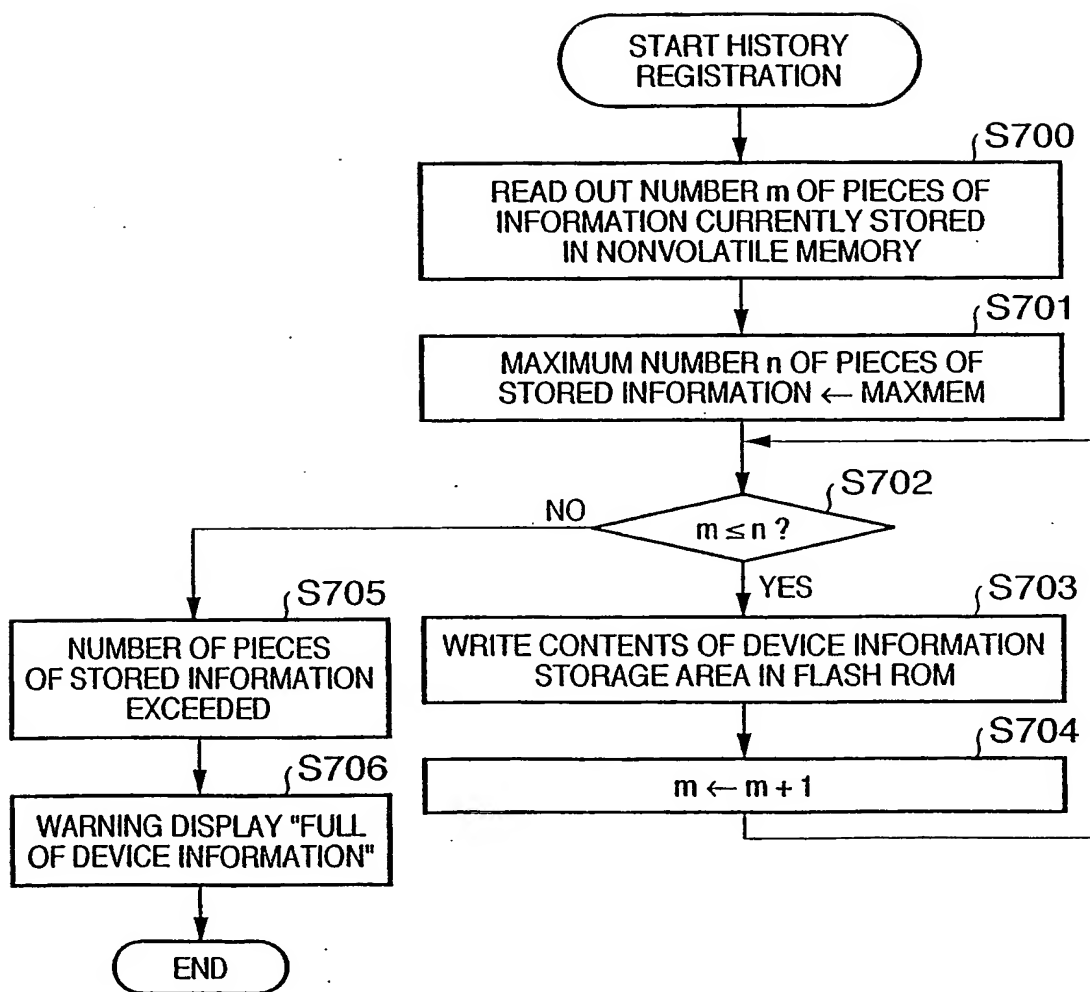 START HISTORY
REGISTRATION
S700
READ OUT NUMBER m OF PIECES OF
INFORMATION CURRENTLY STORED
IN NONVOLATILE MEMORY
S701
MAXIMUM NUMBER n OF PIECES OF
STORED INFORMATION ← MAXMEM
S702
m ≤ n ?
NO
YES
S703
WRITE CONTENTS OF DEVICE INFORMATION
STORAGE AREA IN FLASH ROM
S704
m ← m + 1
S705
NUMBER OF PIECES
OF STORED INFORMATION
EXCEEDED
S706
WARNING DISPLAY "FULL
OF DEVICE INFORMATION"
END